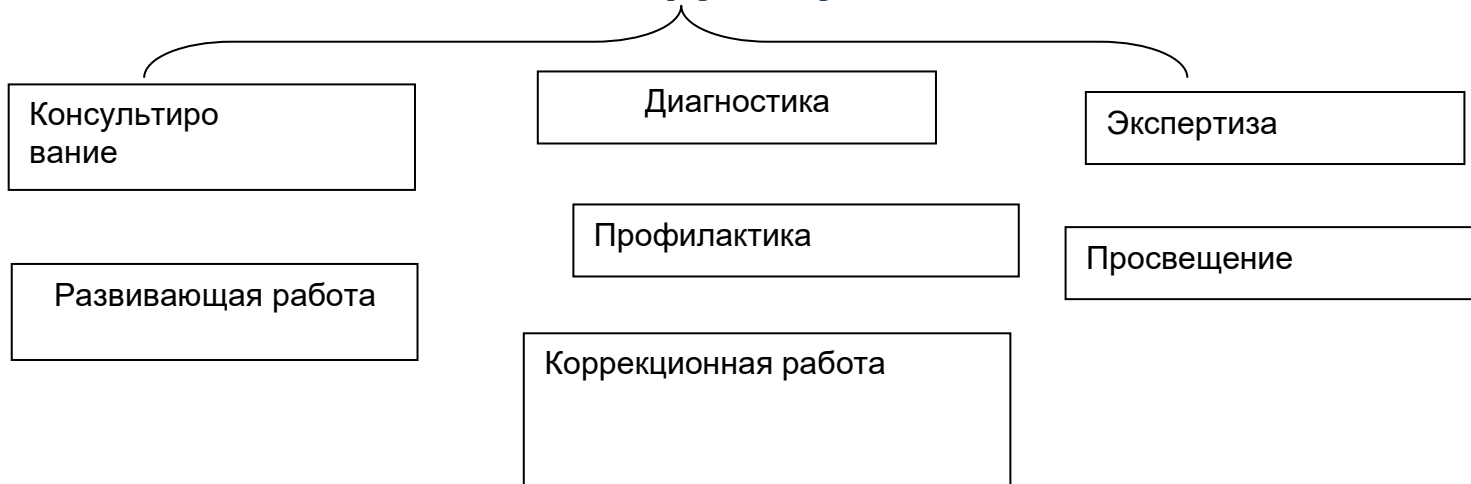 Консультиро
вание
Диагностика
Экспертиза
Профилактика
Просвещение
Развивающая работа
Коррекционная работа